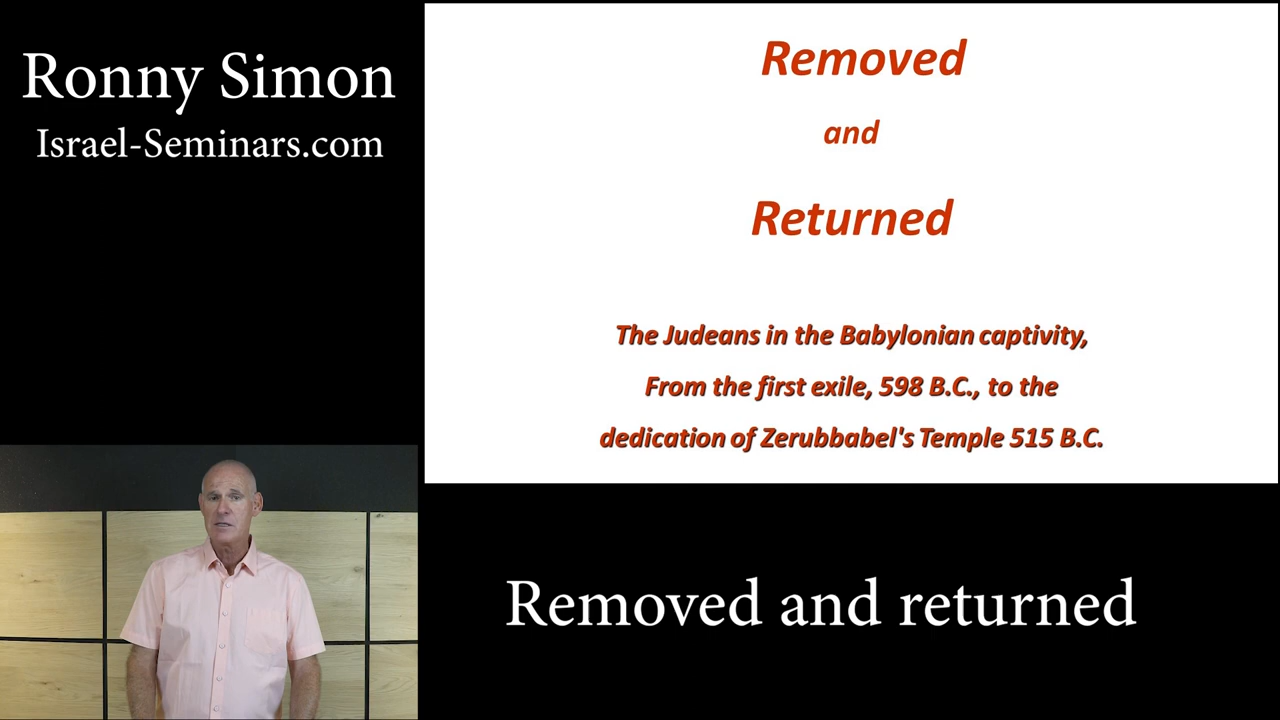 Ronny Simon
Israel-Seminars.com
Removed
and
Returned
The Judeans in the Babylonian captivity,
From the first exile, 598 B.C., to the
dedication of Zerubbabel's Temple 515 B.C.
Removed and returned